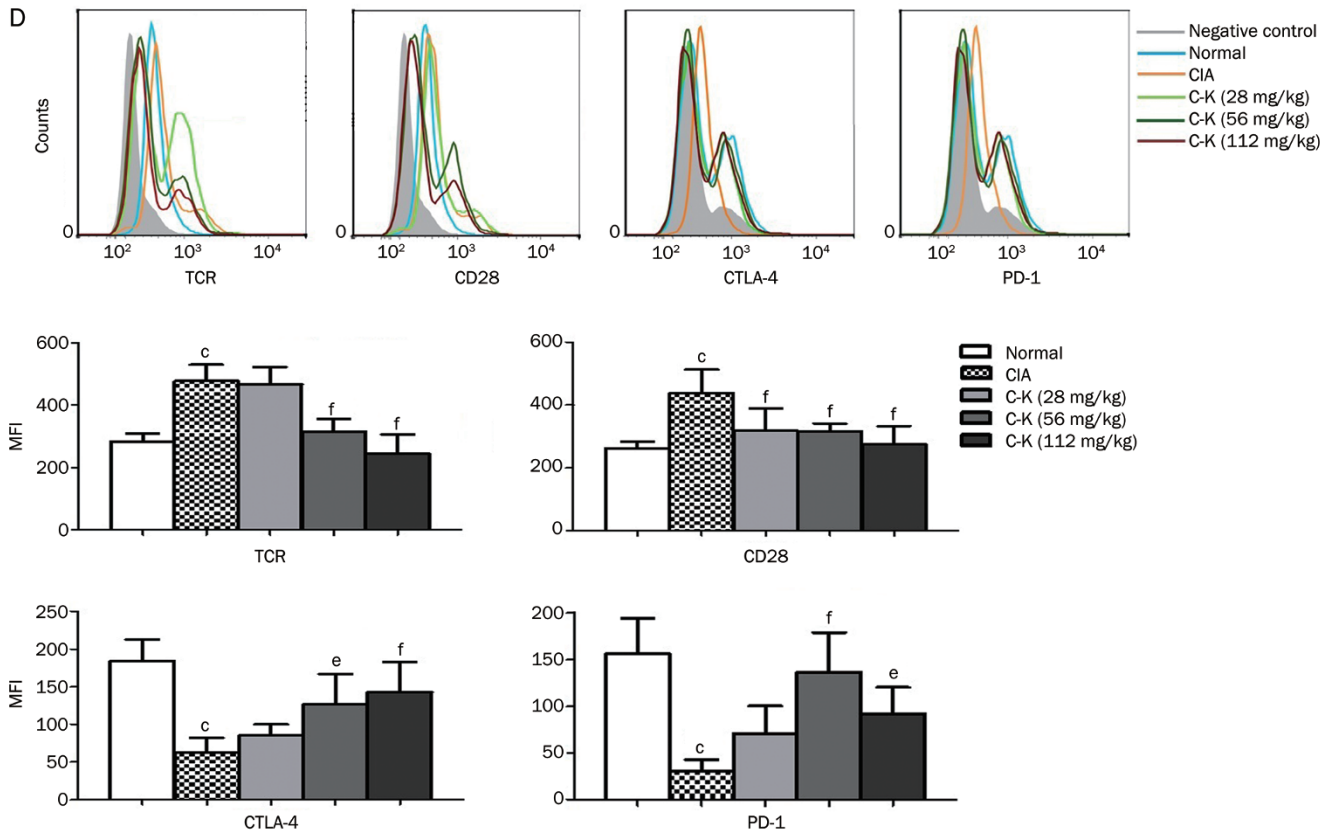 D
Counts
0
10² 10³ 10⁴
TCR
0
10² 10³ 10⁴
CD28
0
10² 10³ 10⁴
CTLA-4
0
10² 10³ 10⁴
PD-1
Negative control
Normal
CIA
C-K (28 mg/kg)
C-K (56 mg/kg)
C-K (112 mg/kg)
MFI
600
400
200
0
c
f
f
TCR
600
400
200
0
c
f
f
f
CD28
Normal
CIA
C-K (28 mg/kg)
C-K (56 mg/kg)
C-K (112 mg/kg)
MFI
250
200
150
100
50
0
c
e
f
CTLA-4
200
150
100
50
0
c
f
e
PD-1